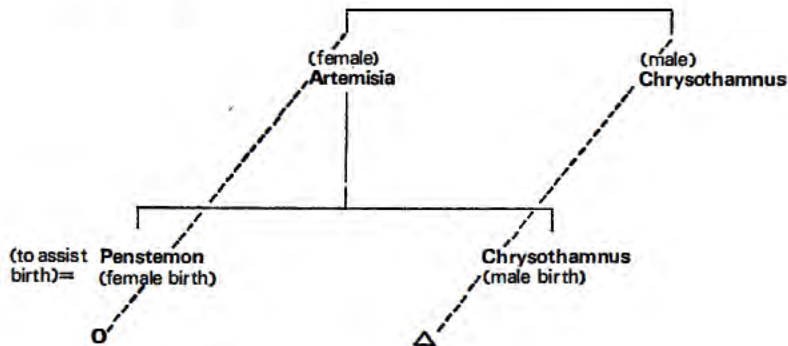 (female)
Artemisia
(male)
Chrysothamnus
(to assist
birth)=
Penstemon
(female birth)
Chrysothamnus
(male birth)